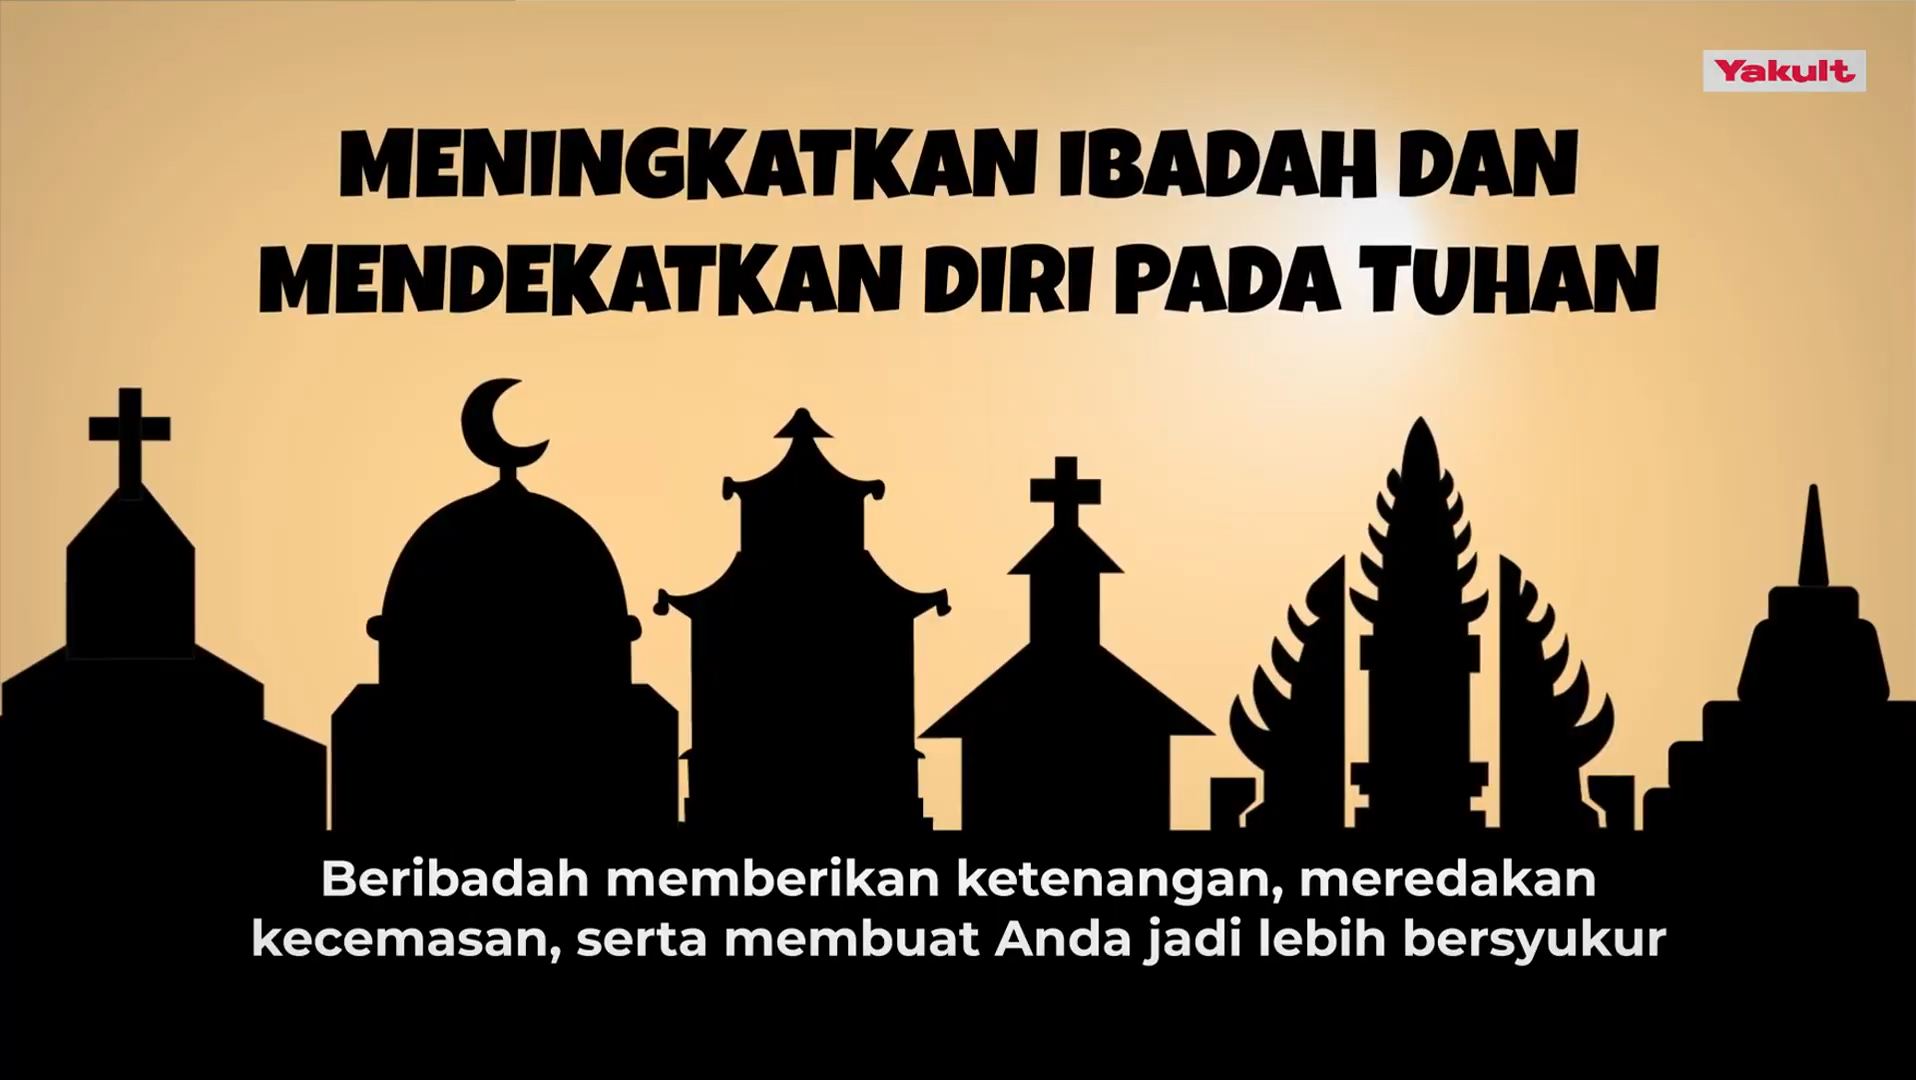 Yakult
MENINGKATKAN IBADAH DAN
MENDEKATKAN DIRI PADA TUHAN
Beribadah memberikan ketenangan, meredakan
kecemasan, serta membuat Anda jadi lebih bersyukur